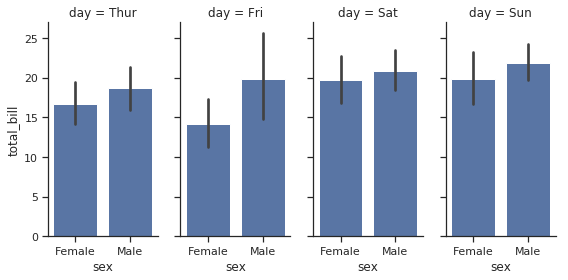 day = Thur
day = Fri
day = Sat
day = Sun
25
20
15
10
5
0
total_bill
Female Male
Female Male
Female Male
Female Male
sex
sex
sex
sex